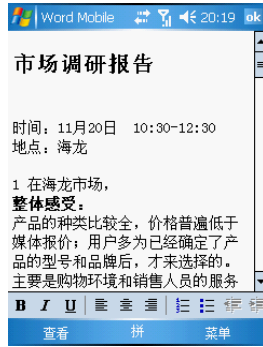 Word Mobile 20:19 ok
市场调研报告
时间：11月20日 10:30-12:30
地点：海龙
1 在海龙市场，
整体感受：
产品的种类比较全，价格普遍低于
媒体报价；用户多为已经确定了产
品的型号和品牌后，才来选择的。
主要是购物环境和销售人员的服务
B I U
查看 拼 菜单